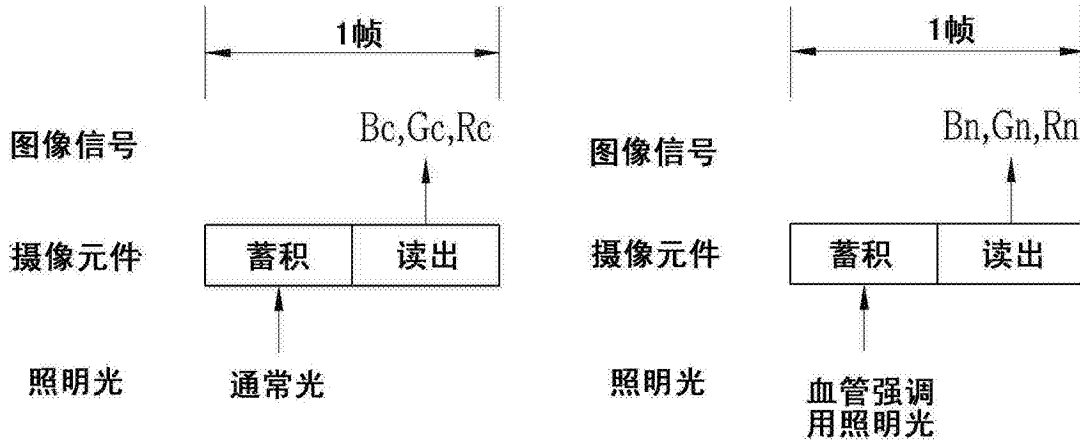 1帧
图像信号
Bc,Gc,Rc
摄像元件
蓄积
读出
照明光
通常光
1帧
图像信号
Bn,Gn,Rn
摄像元件
蓄积
读出
照明光
血管强调
用照明光